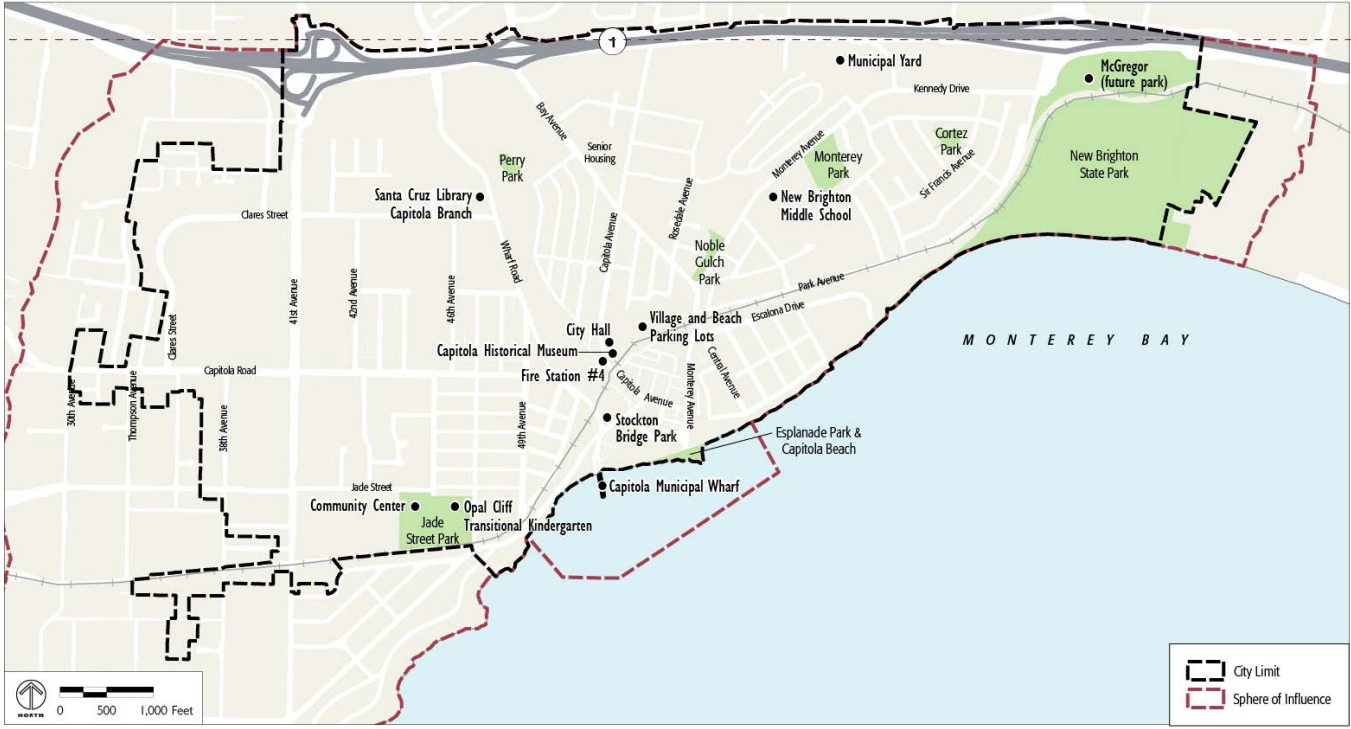 1
Municipal Yard
McGregor
(future park)
Kennedy Drive
Bay Avenue
Senior
Housing
Monterey Avenue
Cortez
Park
Perry
Park
Monterey
Park
Sir Francis Avenue
New Brighton
State Park
Santa Cruz Library
Capitola Branch
New Brighton
Middle School
Clares Street
Rosedale Avenue
Capitola Avenue
Wharf Road
Noble
Gulch
Park
41st Avenue
42nd Avenue
46th Avenue
Park Avenue
Escalona Drive
Clares Street
Village and Beach
Parking Lots
City Hall
Capitola Historical Museum
Fire Station #4
MONTEREY BAY
Capitola Road
Capitola Avenue
Monterey Avenue
Central Avenue
30th Avenue
Thompson Avenue
38th Avenue
49th Avenue
Stockton
Bridge Park
Esplanade Park &
Capitola Beach
Jade Street
Capitola Municipal Wharf
Community Center
Opal Cliff
Transitional Kindergarten
Jade
Street Park
City Limit
Sphere of Influence
NORTH
0 500 1,000 Feet